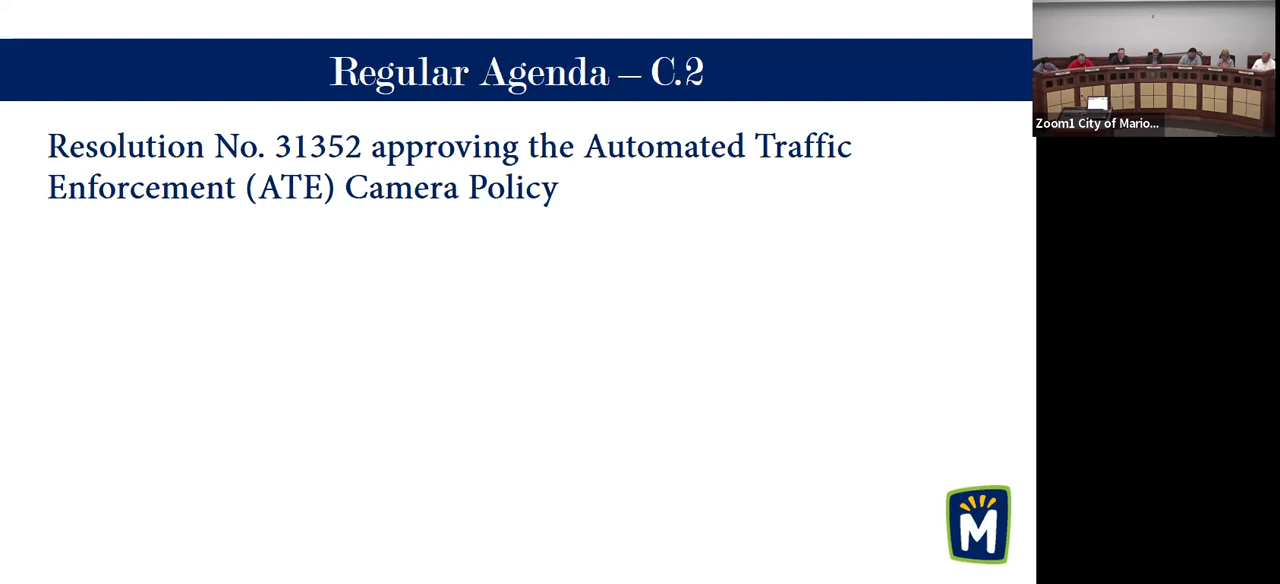 Regular Agenda – C.2
Resolution No. 31352 approving the Automated Traffic
Enforcement (ATE) Camera Policy
Zoom1 City of Mario...
M